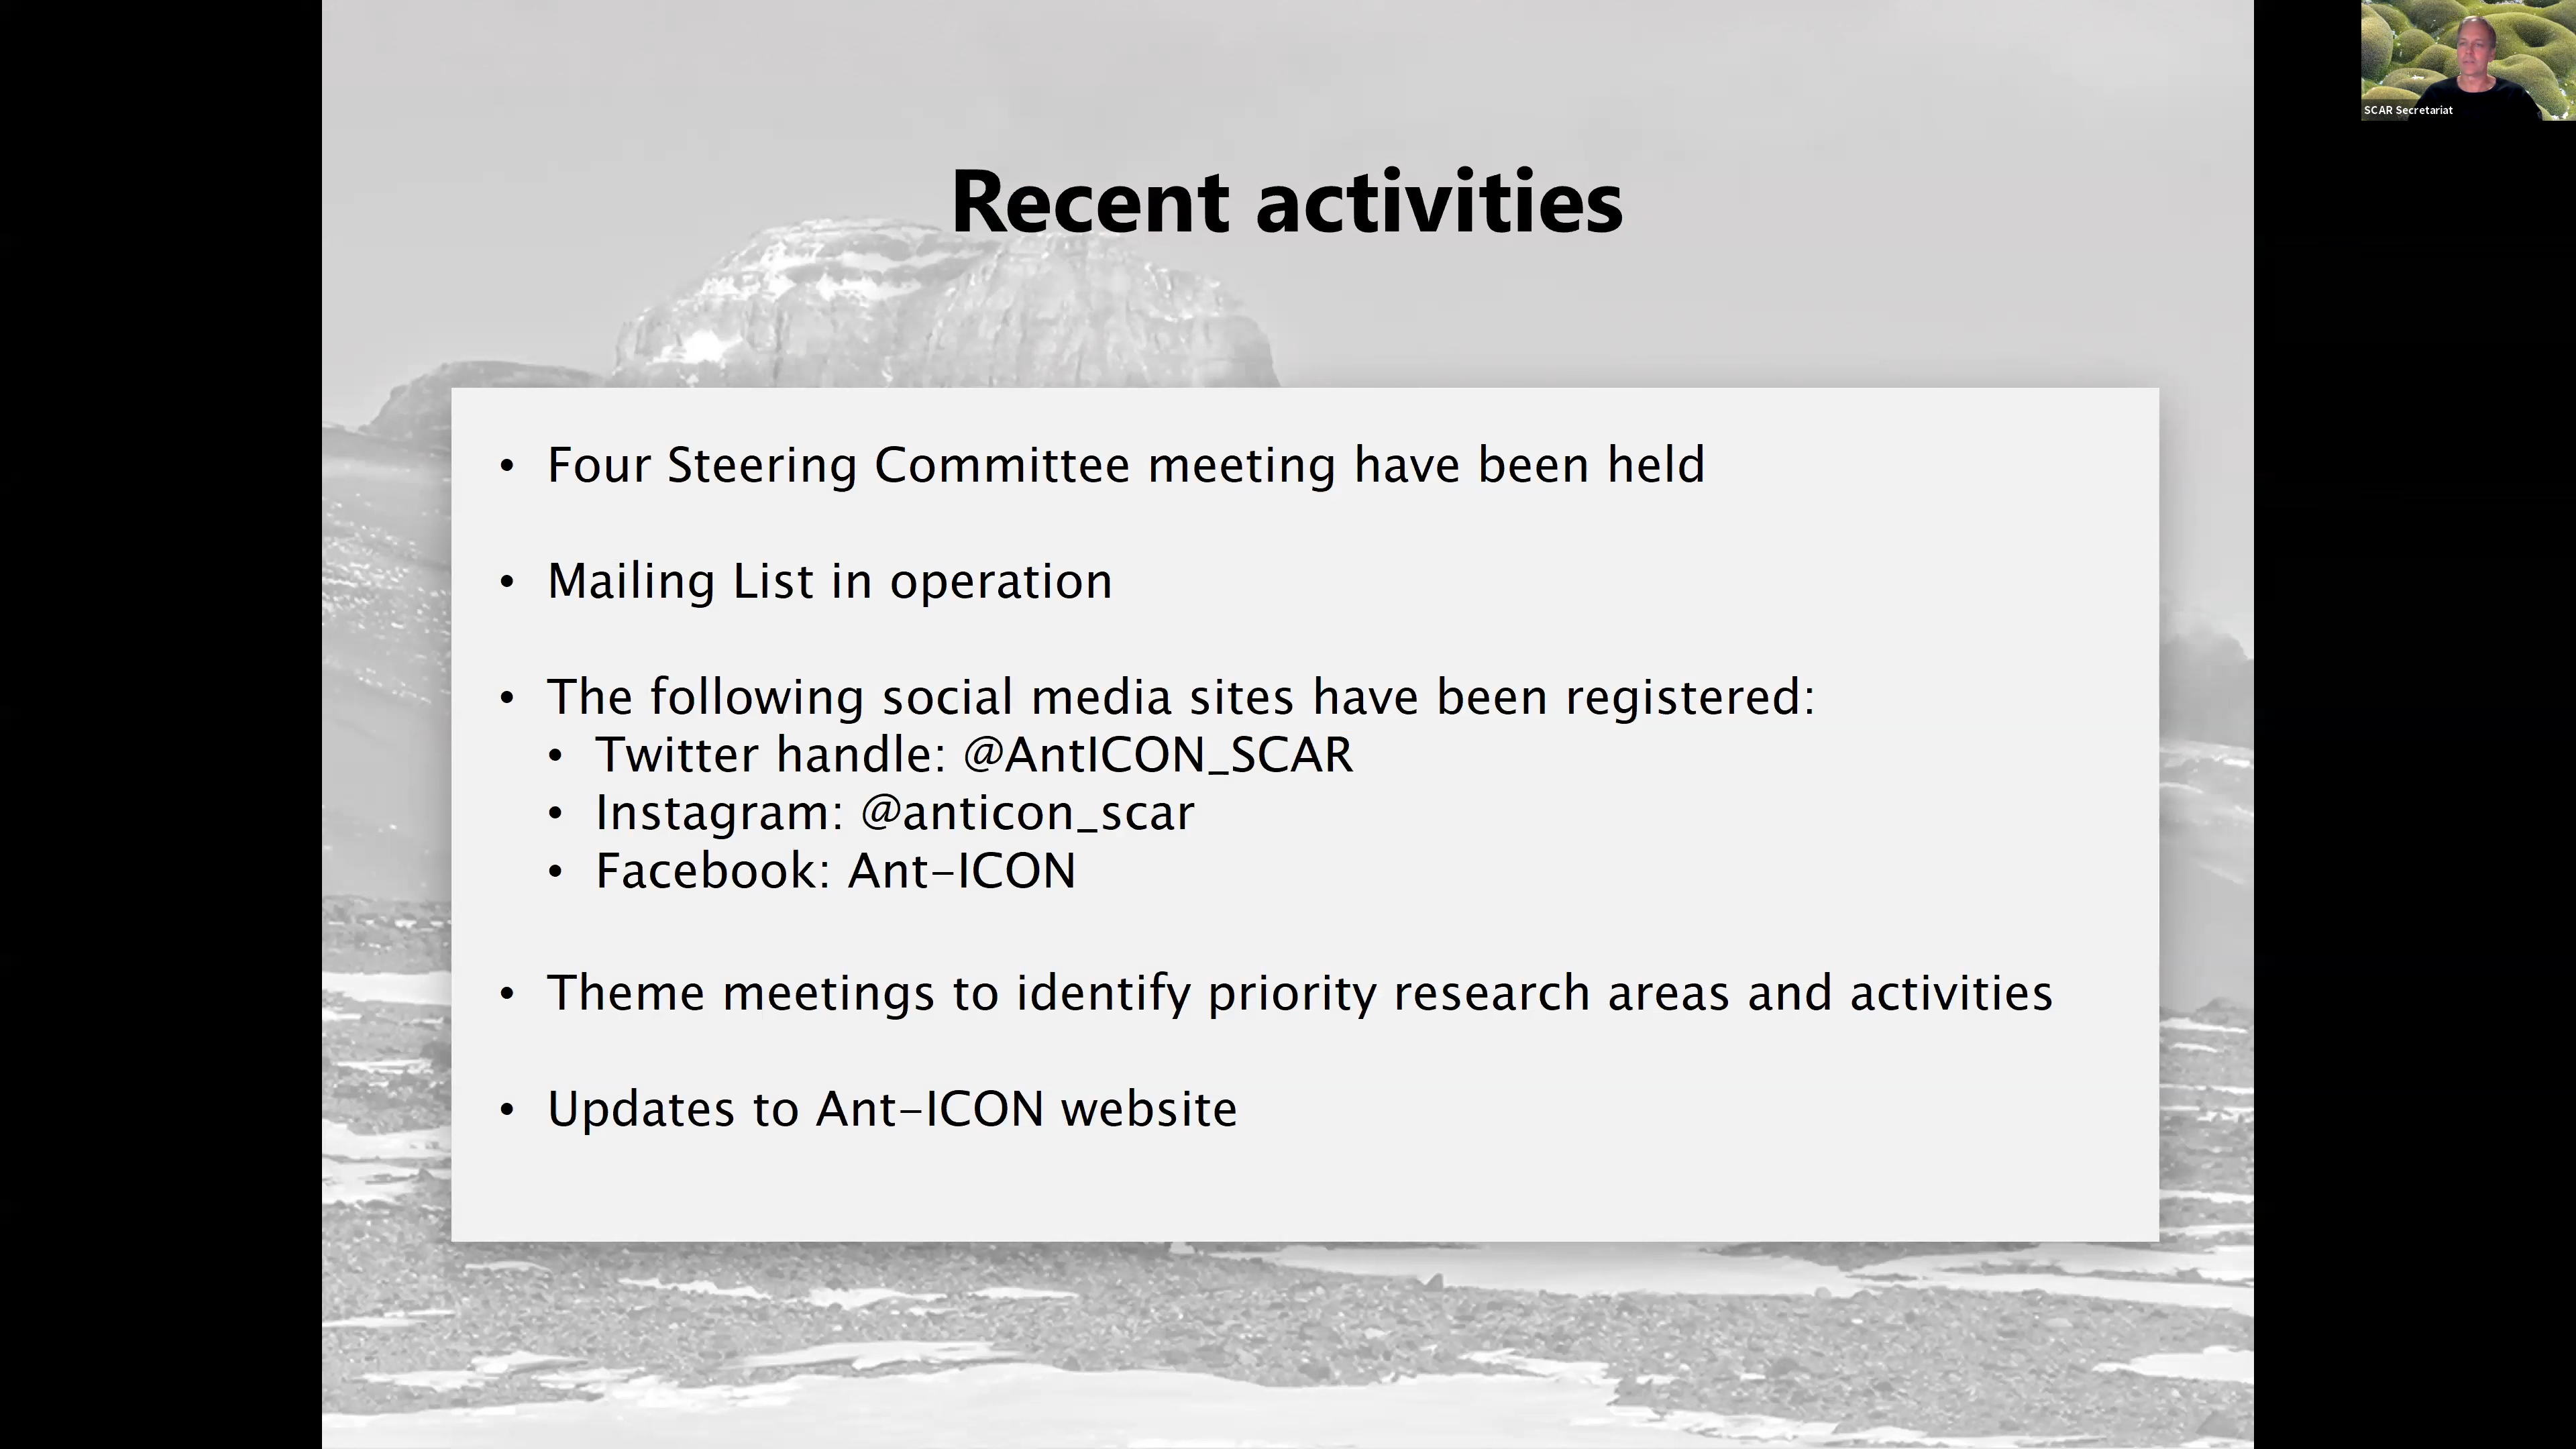 SCAR Secretariat
Recent activities
• Four Steering Committee meeting have been held
• Mailing List in operation
• The following social media sites have been registered:
• Twitter handle: @AntICON_SCAR
• Instagram: @anticon_scar
• Facebook: Ant-ICON
• Theme meetings to identify priority research areas and activities
• Updates to Ant-ICON website